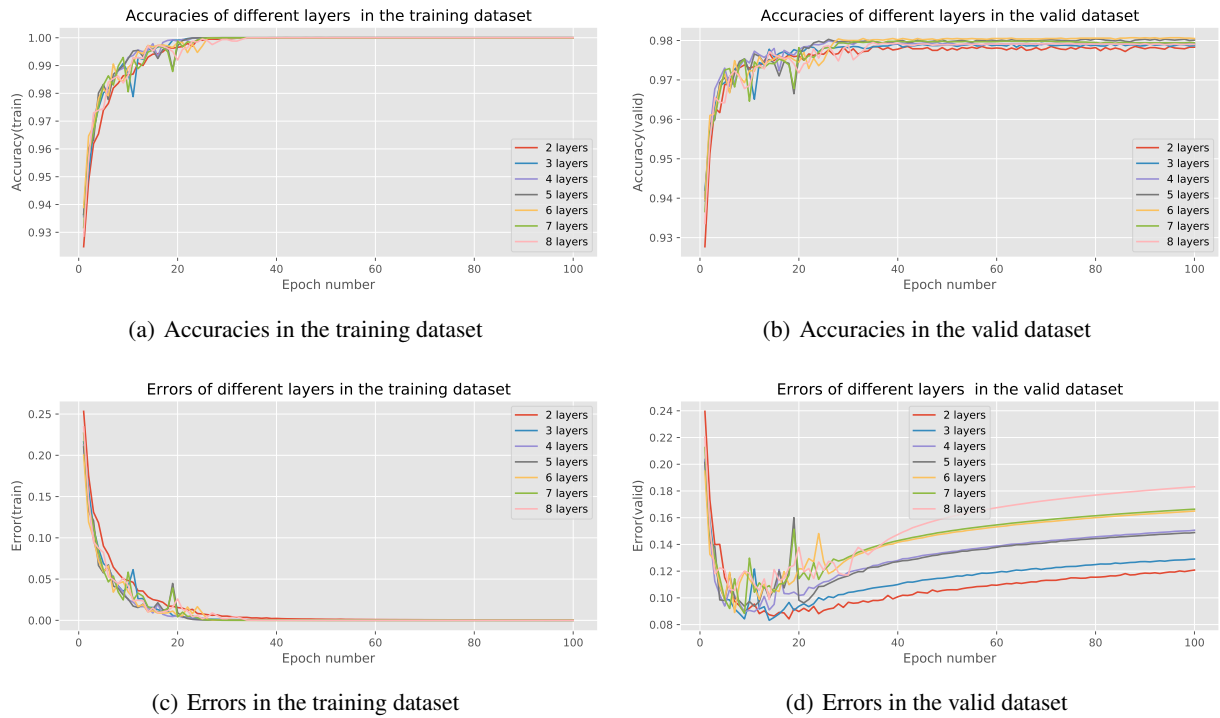 Accuracies of different layers  in the training dataset
Accuracy(train)
1.00
0.99
0.98
0.97
0.96
0.95
0.94
0.93
2 layers
3 layers
4 layers
5 layers
6 layers
7 layers
8 layers
0 20 40 60 80 100
Epoch number
(a) Accuracies in the training dataset
Accuracies of different layers in the valid dataset
Accuracy(valid)
0.98
0.97
0.96
0.95
0.94
0.93
2 layers
3 layers
4 layers
5 layers
6 layers
7 layers
8 layers
0 20 40 60 80 100
Epoch number
(b) Accuracies in the valid dataset
Errors of different layers in the training dataset
Error(train)
0.25
0.20
0.15
0.10
0.05
0.00
2 layers
3 layers
4 layers
5 layers
6 layers
7 layers
8 layers
0 20 40 60 80 100
Epoch number
(c) Errors in the training dataset
Errors of different layers  in the valid dataset
Error(valid)
0.24
0.22
0.20
0.18
0.16
0.14
0.12
0.10
0.08
2 layers
3 layers
4 layers
5 layers
6 layers
7 layers
8 layers
0 20 40 60 80 100
Epoch number
(d) Errors in the valid dataset